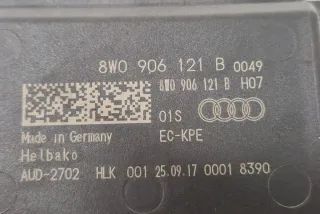 8W0 906 121 B 0049
8W0 906 121 B H07
01S
EC-KPE
Made in Germany
Helbako
AUD-2702 HLK 001 25.09.17 0001 8390